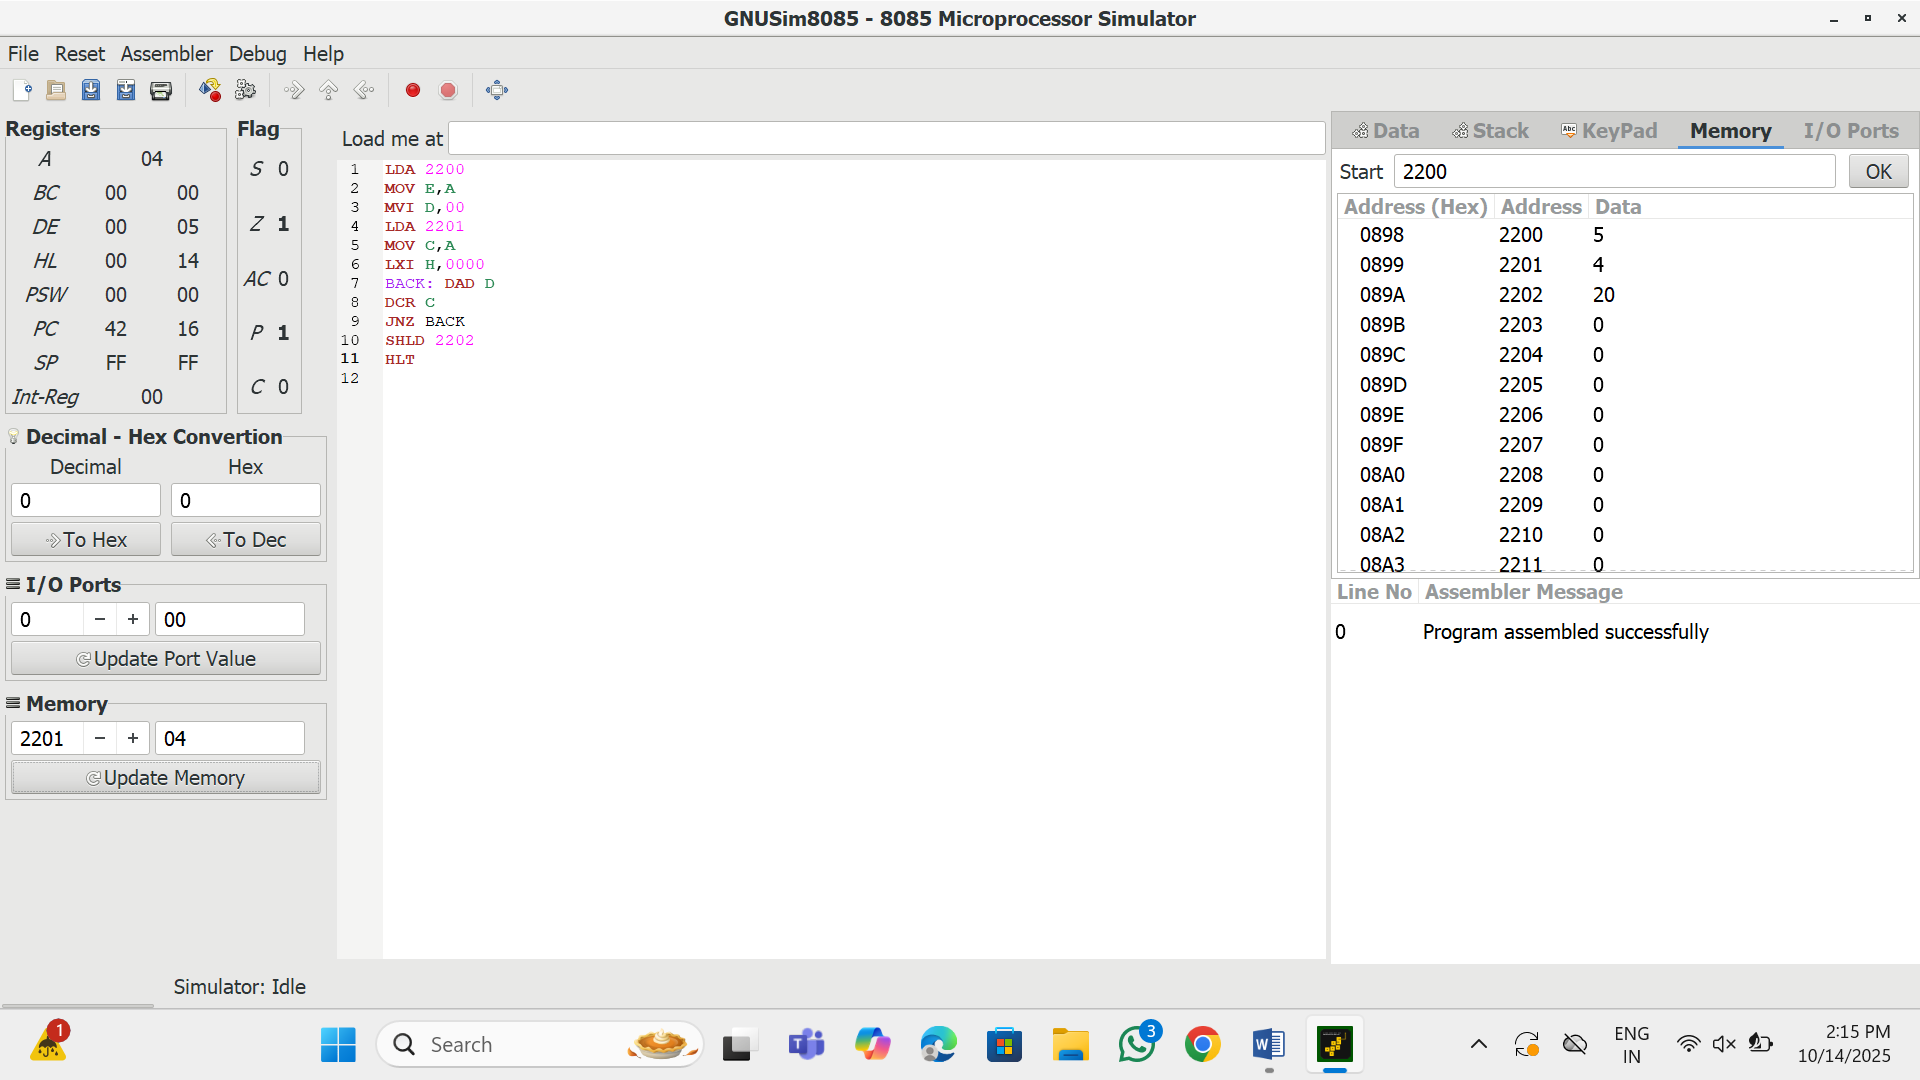 GNUSim8085 - 8085 Microprocessor Simulator
File Reset Assembler Debug Help
Registers
A 04
BC 00 00
DE 00 05
HL 00 14
PSW 00 00
PC 42 16
SP FF FF
Int-Reg 00
Flag
S 0
Z 1
AC 0
P 1
C 0
Decimal - Hex Convertion
Decimal Hex
0 0
To Hex To Dec
I/O Ports
0 − + 00
Update Port Value
Memory
2201 − + 04
Update Memory
Load me at
1 LDA 2200
2 MOV E,A
3 MVI D,00
4 LDA 2201
5 MOV C,A
6 LXI H,0000
7 BACK: DAD D
8 DCR C
9 JNZ BACK
10 SHLD 2202
11 HLT
12
Data Stack Abc KeyPad Memory I/O Ports
Start 2200 OK
Address (Hex) Address Data
0898 2200 5
0899 2201 4
089A 2202 20
089B 2203 0
089C 2204 0
089D 2205 0
089E 2206 0
089F 2207 0
08A0 2208 0
08A1 2209 0
08A2 2210 0
08A3 2211 0
Line No Assembler Message
0 Program assembled successfully
Simulator: Idle
1
Search
3
ENG
IN
2:15 PM
10/14/2025